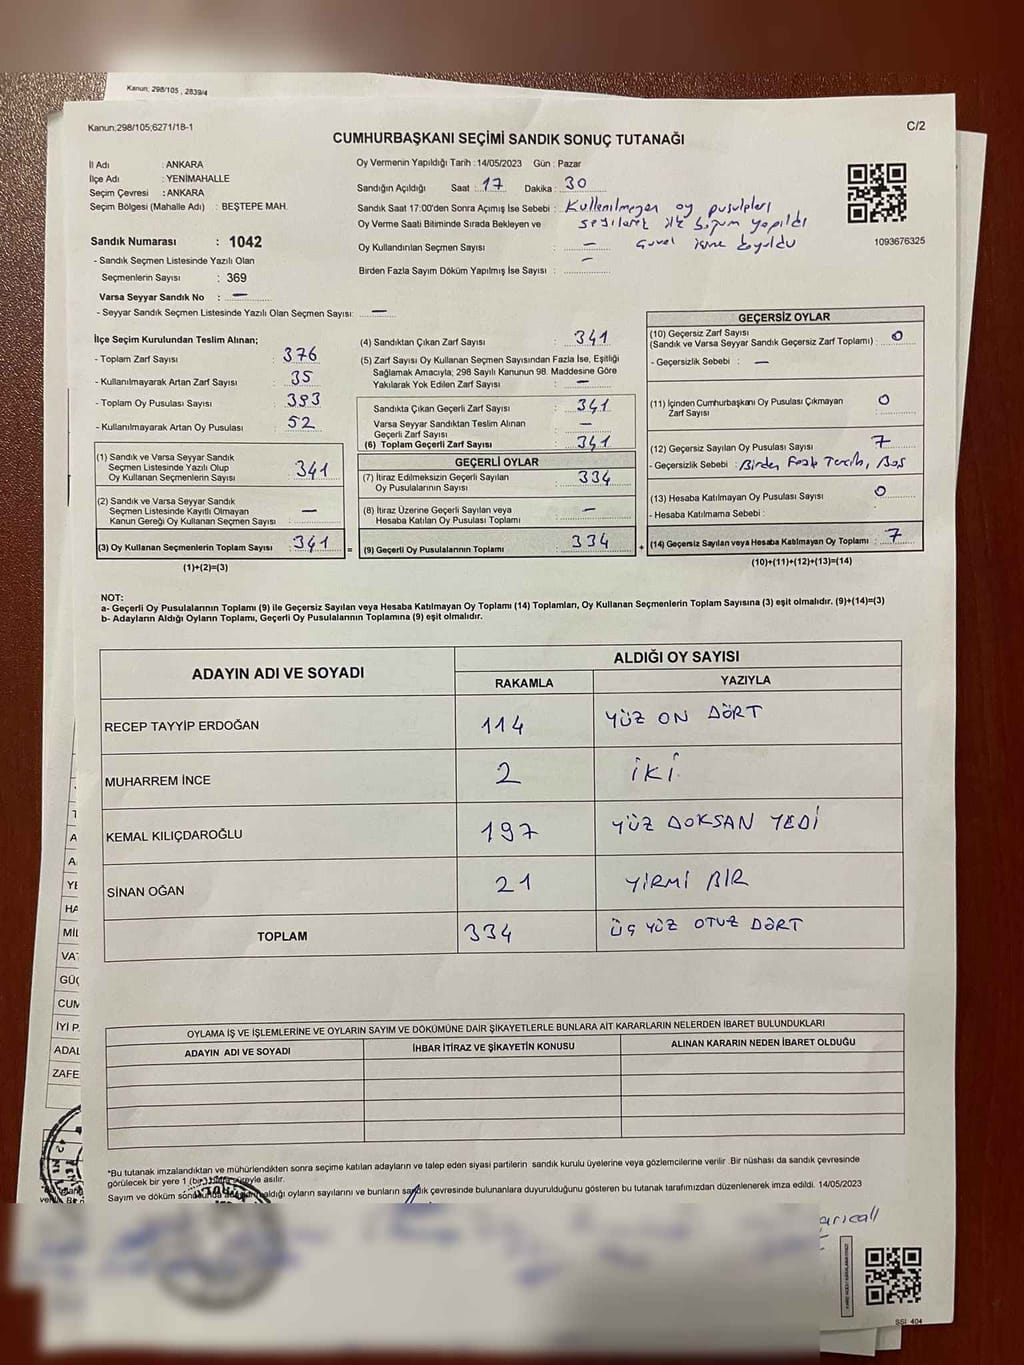 Kanun; 298/105 , 2839/4
Kanun;298/105;6271/18-1
C/2
CUMHURBAŞKANI SEÇİMİ SANDIK SONUÇ TUTANAĞI
İl Adı : ANKARA
İlçe Adı : YENİMAHALLE
Seçim Çevresi : ANKARA
Seçim Bölgesi (Mahalle Adı) : BEŞTEPE MAH.
Oy Vermenin Yapıldığı Tarih :14/05/2023 Gün : Pazar
Sandığın Açıldığı Saat : 17 Dakika : 30
Sandık Saat 17:00'den Sonra Açımış İse Sebebi : Kullenılmeyen oy pusulpleri
Oy Verme Saati Bitiminde Sırada Bekleyen ve yapıldı
Oy Kullandırılan Seçmen Sayısı : —
Birden Fazla Sayım Döküm Yapılmış İse Sayısı : —
1093676325
Sandık Numarası : 1042
- Sandık Seçmen Listesinde Yazılı Olan
Seçmenlerin Sayısı : 369
Varsa Seyyar Sandık No : —
- Seyyar Sandık Seçmen Listesinde Yazılı Olan Seçmen Sayısı: —
İlçe Seçim Kurulundan Teslim Alınan;
- Toplam Zarf Sayısı : 376
- Kullanılmayarak Artan Zarf Sayısı : 35
- Toplam Oy Pusulası Sayısı : 393
- Kullanılmayarak Artan Oy Pusulası : 52
(1) Sandık ve Varsa Seyyar Sandık
Seçmen Listesinde Yazılı Olup
Oy Kullanan Seçmenlerin Sayısı : 341
(2) Sandık ve Varsa Seyyar Sandık
Seçmen Listesinde Kayıtlı Olmayan
Kanun Gereği Oy Kullanan Seçmen Sayısı : —
(3) Oy Kullanan Seçmenlerin Toplam Sayısı : 341 =
(1)+(2)=(3)
(4) Sandıktan Çıkan Zarf Sayısı : 341
(5) Zarf Sayısı Oy Kullanan Seçmen Sayısından Fazla İse, Eşitliği
Sağlamak Amacıyla; 298 Sayılı Kanunun 98. Maddesine Göre
Yakılarak Yok Edilen Zarf Sayısı : —
Sandıkta Çıkan Geçerli Zarf Sayısı : 341
Varsa Seyyar Sandıktan Teslim Alınan
Geçerli Zarf Sayısı : —
(6) Toplam Geçerli Zarf Sayısı : 341
GEÇERLİ OYLAR
(7) İtiraz Edilmeksizin Geçerli Sayılan
Oy Pusulalarının Sayısı : 334
(8) İtiraz Üzerine Geçerli Sayılan veya
Hesaba Katılan Oy Pusulası Toplamı : —
(9) Geçerli Oy Pusulalarının Toplamı : 334 +
GEÇERSİZ OYLAR
(10) Geçersiz Zarf Sayısı
(Sandık ve Varsa Seyyar Sandık Geçersiz Zarf Toplamı) : 0
- Geçersizlik Sebebi : —
(11) İçinden Cumhurbaşkanı Oy Pusulası Çıkmayan
Zarf Sayısı : 0
(12) Geçersiz Sayılan Oy Pusulası Sayısı : 7
- Geçersizlik Sebebi : Birden Fazla Tercih, Boş
(13) Hesaba Katılmayan Oy Pusulası Sayısı : 0
- Hesaba Katılmama Sebebi :
(14) Geçersiz Sayılan veya Hesaba Katılmayan Oy Toplamı : 7
(10)+(11)+(12)+(13)=(14)
NOT:
a- Geçerli Oy Pusulalarının Toplamı (9) ile Geçersiz Sayılan veya Hesaba Katılmayan Oy Toplamı (14) Toplamları, Oy Kullanan Seçmenlerin Toplam Sayısına (3) eşit olmalıdır. (9)+(14)=(3)
b- Adayların Aldığı Oyların Toplamı, Geçerli Oy Pusulalarının Toplamına (9) eşit olmalıdır.
ADAYIN ADI VE SOYADI ALDIĞI OY SAYISI
RAKAMLA YAZIYLA
RECEP TAYYİP ERDOĞAN 114 YÜZ ON DÖRT
MUHARREM İNCE 2 İKİ
KEMAL KILIÇDAROĞLU 197 YÜZ DOKSAN YEDİ
SİNAN OĞAN 21 YİRMİ BİR
TOPLAM 334 ÜÇ YÜZ OTUZ DÖRT
OYLAMA İŞ VE İŞLEMLERİNE VE OYLARIN SAYIM VE DÖKÜMÜNE DAİR ŞİKAYETLERLE BUNLARA AİT KARARLARIN NELERDEN İBARET BULUNDUKLARI
ADAYIN ADI VE SOYADI İHBAR İTİRAZ VE ŞİKAYETİN KONUSU ALINAN KARARIN NEDEN İBARET OLDUĞU
T
A
A
YE
HA
MİL
VA
GÜÇ
CUM
İYİ P
ADAL
ZAFE
*Bu tutanak imzalandıktan ve mühürlendikten sonra seçime katılan adayların ve talep eden siyasi partilerin sandık kurulu üyelerine veya gözlemcilerine verilir .Bir nüshası da sandık çevresinde
görülecek bir yere 1 (bir) süreyle asılır.
Sayım ve döküm aldığı oyların sayılarını ve bunların sandık çevresinde bulunanlara duyurulduğunu gösteren bu tutanak tarafımızdan düzenlenerek imza edildi. 14/05/2023
SSİ 404